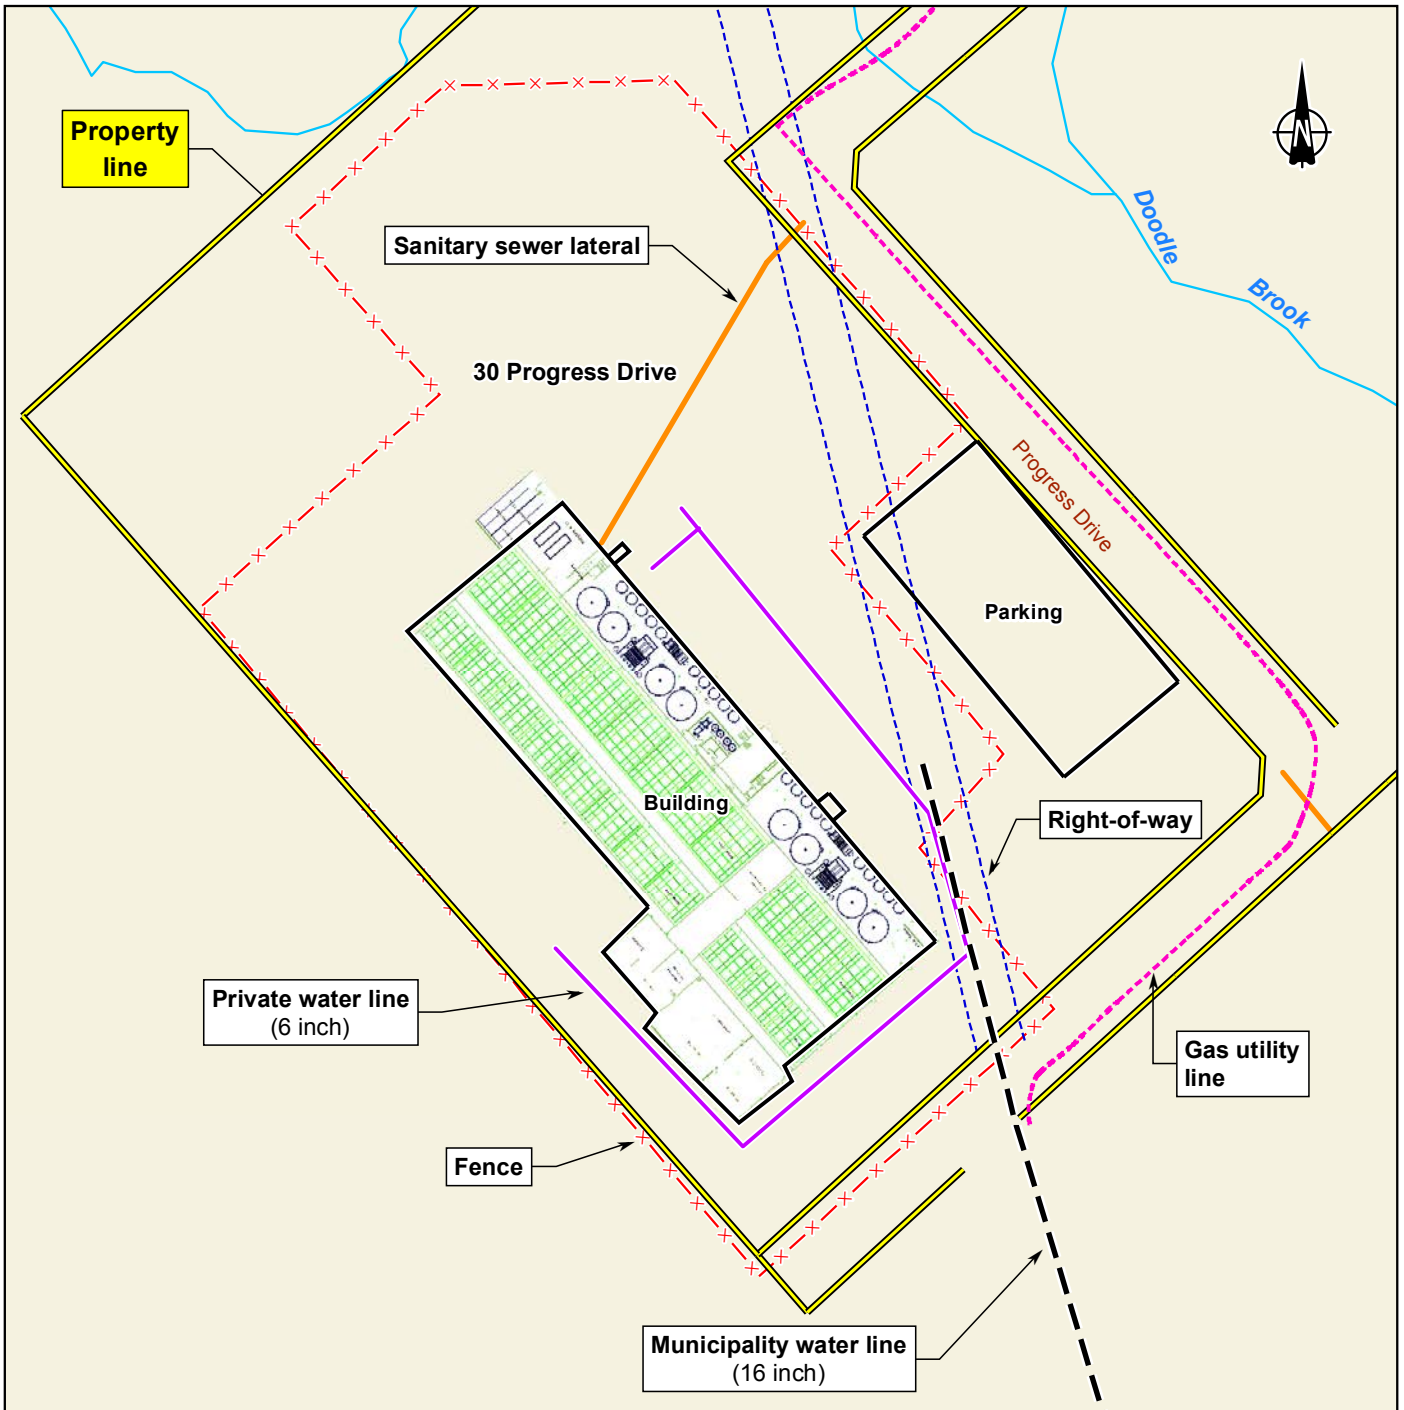 Property
line
N
Sanitary sewer lateral
Doodle
Brook
30 Progress Drive
Progress Drive
Parking
Building
Right-of-way
Private water line
(6 inch)
Gas utility
line
Fence
Municipality water line
(16 inch)